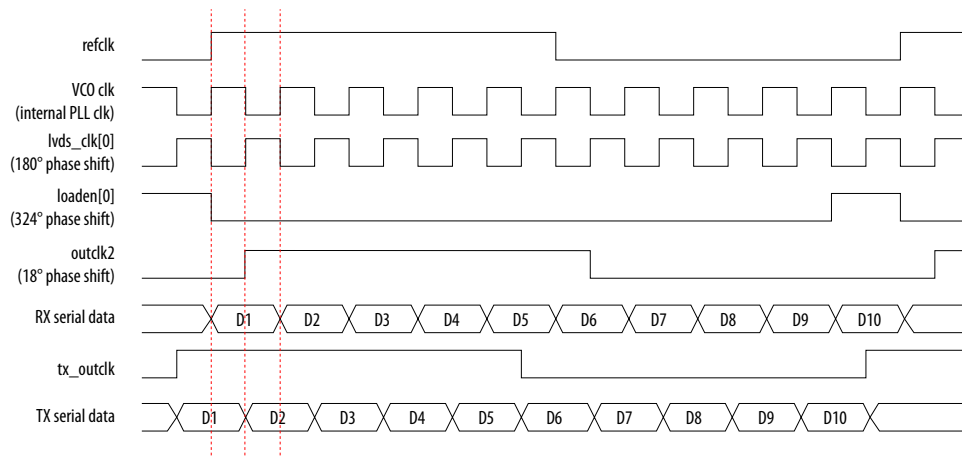 refclk
VCO clk
(internal PLL clk)
lvds_clk[0]
(180° phase shift)
loaden[0]
(324° phase shift)
outclk2
(18° phase shift)
RX serial data D1 D2 D3 D4 D5 D6 D7 D8 D9 D10
tx_outclk
TX serial data D1 D2 D3 D4 D5 D6 D7 D8 D9 D10